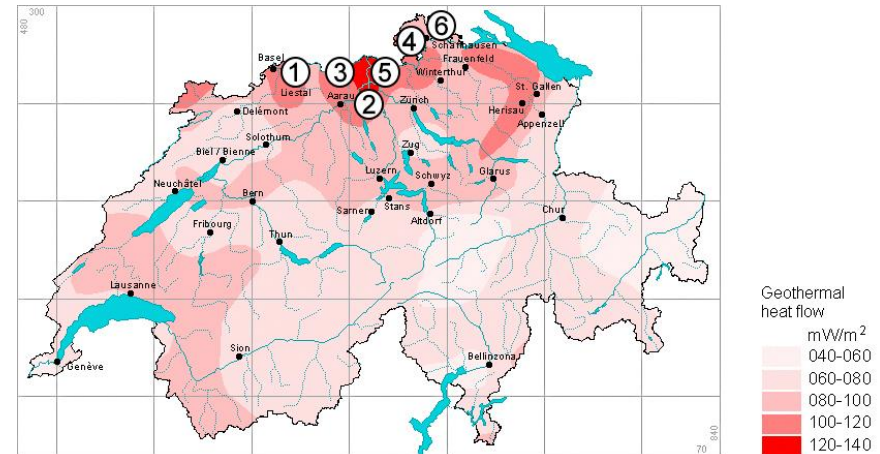 300
480
6
4
Schaffhausen
Basel
1
3
5
Frauenfeld
Winterthur
Liestal
Aarau
2
Zürich
St. Gallen
Herisau
Appenzell
Delémont
Solothurn
Biel / Bienne
Zug
Luzern
Schwyz
Glarus
Neuchâtel
Bern
Sarnen
Stans
Altdorf
Chur
Fribourg
Thun
Lausanne
Sion
Bellinzona
Genève
70
840
Geothermal
heat flow
mW/m²
040-060
060-080
080-100
100-120
120-140